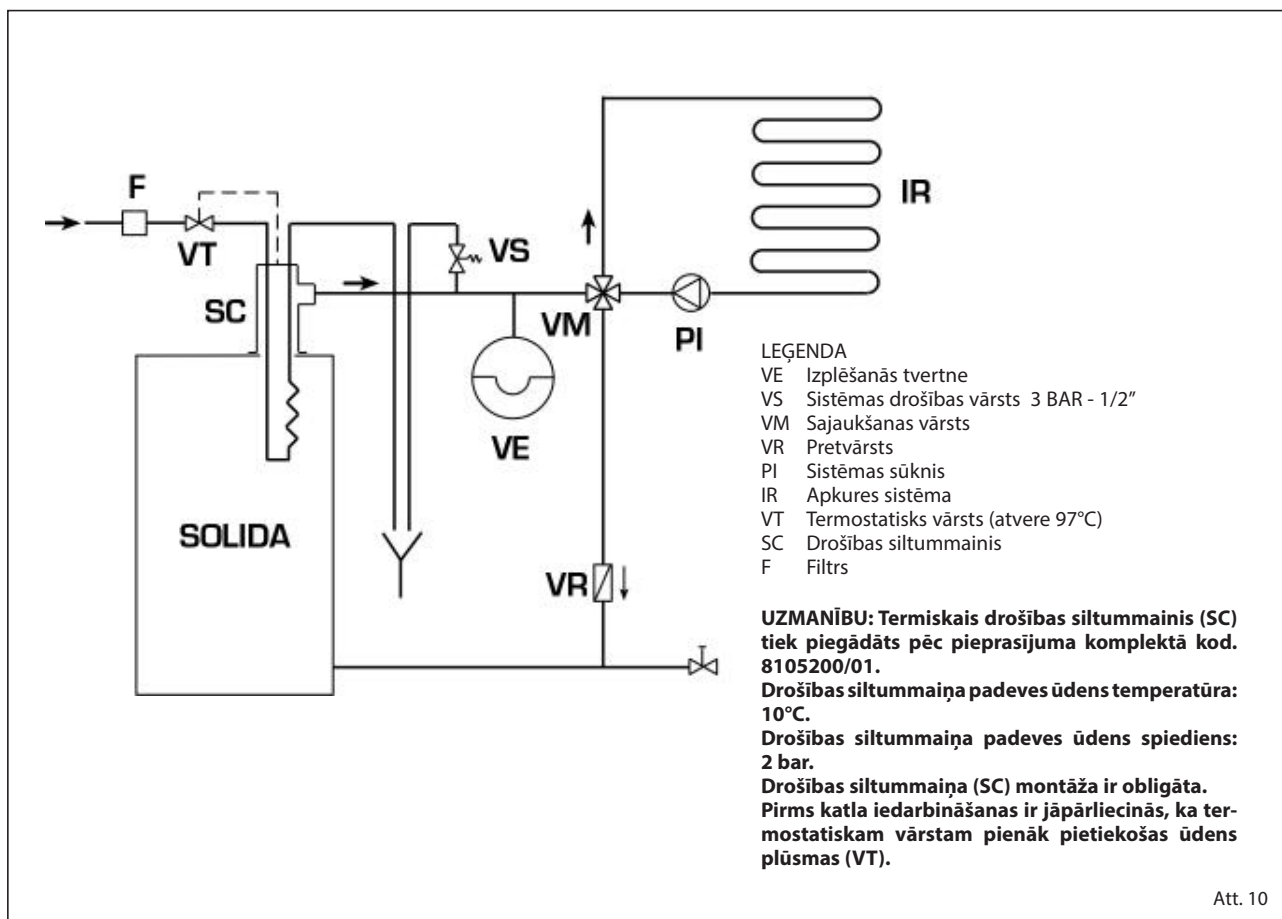 F
VT
SC
VS
VM
PI
IR
VE
SOLIDA
VR
LEĢENDA
VE Izplēšanās tvertne
VS Sistēmas drošības vārsts 3 BAR - 1/2”
VM Sajaukšanas vārsts
VR Pretvārsts
PI Sistēmas sūknis
IR Apkures sistēma
VT Termostatisks vārsts (atvere 97°C)
SC Drošības siltummainis
F Filtrs
UZMANĪBU: Termiskais drošības siltummainis (SC)
tiek piegādāts pēc pieprasījuma komplektā kod.
8105200/01.
Drošības siltummaiņa padeves ūdens temperatūra:
10°C.
Drošības siltummaiņa padeves ūdens spiediens:
2 bar.
Drošības siltummaiņa (SC) montāža ir obligāta.
Pirms katla iedarbināšanas ir jāpārliecinās, ka ter-
mostatiskam vārstam pienāk pietiekošas ūdens
plūsmas (VT).
Att. 10